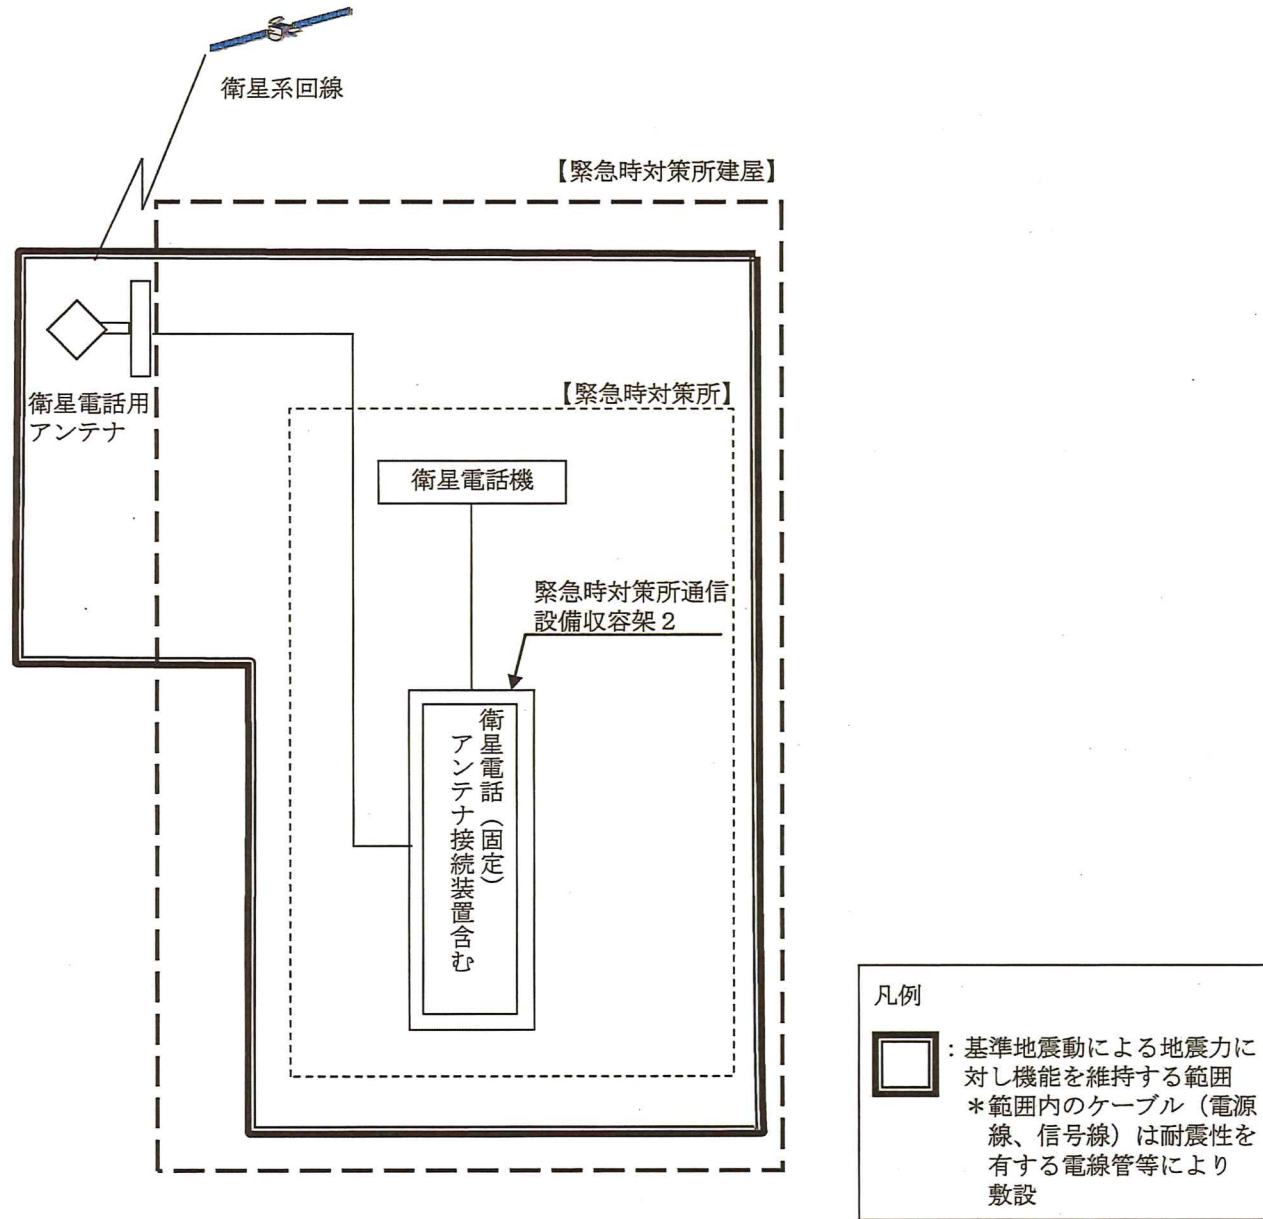 衛星系回線
【緊急時対策所建屋】
衛星電話用
アンテナ
【緊急時対策所】
衛星電話機
緊急時対策所通信
設備収容架2
衛星電話（固定）
アンテナ接続装置含む
凡例
：基準地震動による地震力に
対し機能を維持する範囲
＊範囲内のケーブル（電源
線、信号線）は耐震性を
有する電線管等により
敷設